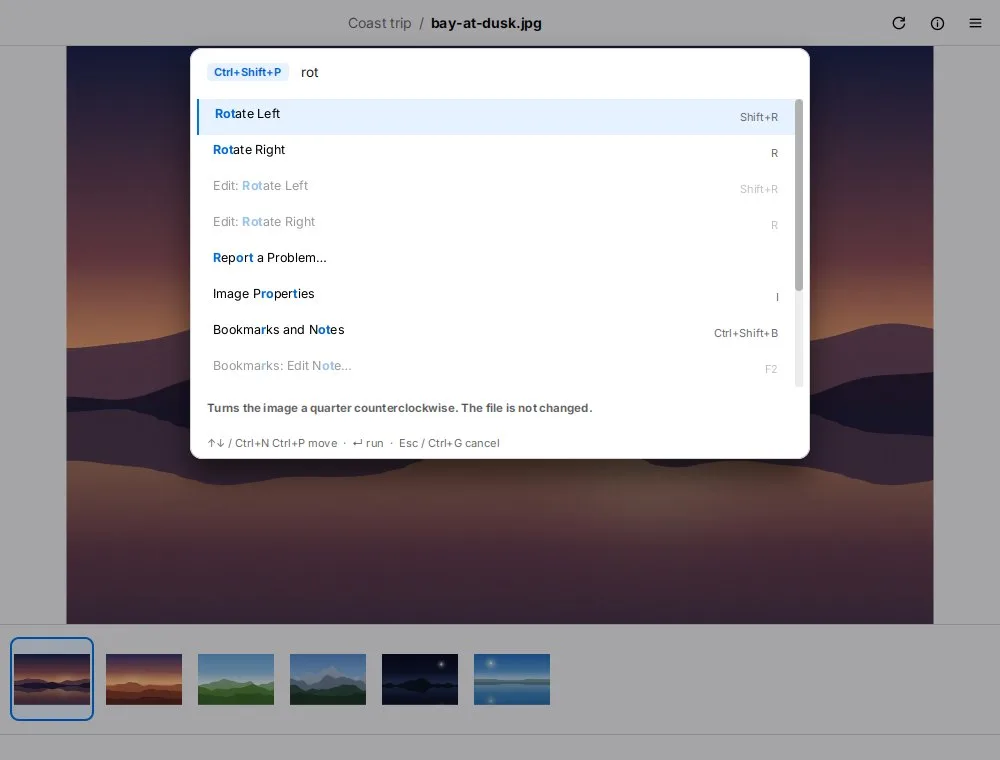 Coast trip / bay-at-dusk.jpg
Ctrl+Shift+P rot
Rotate Left Shift+R
Rotate Right R
Edit: Rotate Left Shift+R
Edit: Rotate Right R
Report a Problem...
Image Properties I
Bookmarks and Notes Ctrl+Shift+B
Bookmarks: Edit Note... F2
Turns the image a quarter counterclockwise. The file is not changed.
↑↓ / Ctrl+N Ctrl+P move · ↵ run · Esc / Ctrl+G cancel